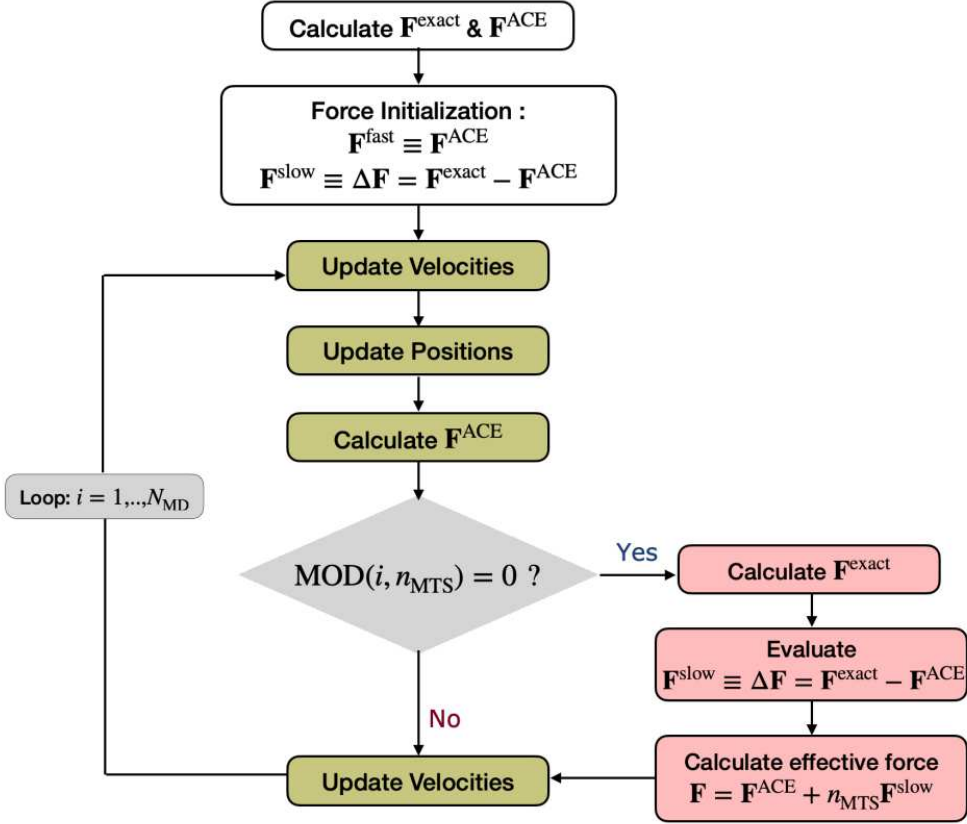 Calculate F^exact & F^ACE
Force Initialization :
F^fast ≡ F^ACE
F^slow ≡ ΔF = F^exact − F^ACE
Update Velocities
Update Positions
Calculate F^ACE
Loop: i = 1,..,N_MD
MOD(i, n_MTS) = 0 ?
Yes
Calculate F^exact
Evaluate
F^slow ≡ ΔF = F^exact − F^ACE
No
Calculate effective force
F = F^ACE + n_MTS F^slow
Update Velocities